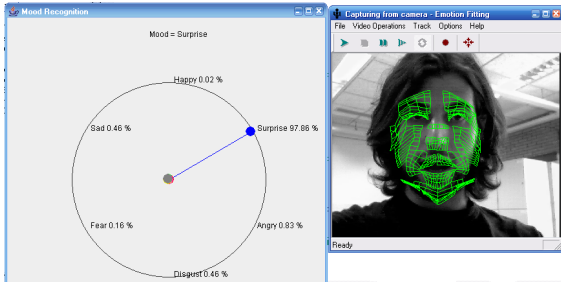 Mood Recognition
Mood = Surprise
Happy 0.02 %
Sad 0.46 %
Surprise 97.86 %
Fear 0.16 %
Angry 0.83 %
Disgust 0.46 %
Capturing from camera - Emotion Fitting
File Video Operations Track Options Help
Ready